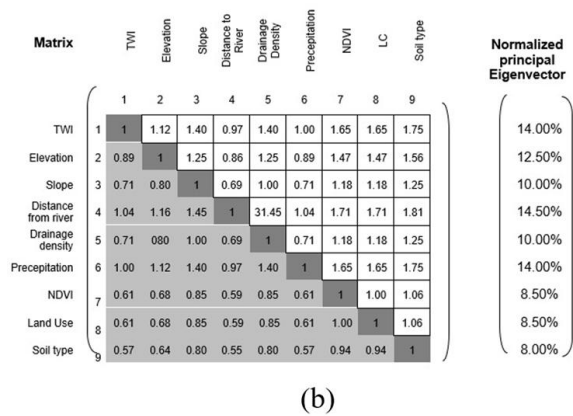 Matrix TWI Elevation Slope Distance to River Drainage Density Precepitation NDVI LC Soil type Normalized principal Eigenvector
1 2 3 4 5 6 7 8 9
TWI 1 1 1.12 1.40 0.97 1.40 1.00 1.65 1.65 1.75 14.00%
Elevation 2 0.89 1 1.25 0.86 1.25 0.89 1.47 1.47 1.56 12.50%
Slope 3 0.71 0.80 1 0.69 1.00 0.71 1.18 1.18 1.25 10.00%
Distance from river 4 1.04 1.16 1.45 1 31.45 1.04 1.71 1.71 1.81 14.50%
Drainage density 5 0.71 080 1.00 0.69 1 0.71 1.18 1.18 1.25 10.00%
Precepitation 6 1.00 1.12 1.40 0.97 1.40 1 1.65 1.65 1.75 14.00%
NDVI 7 0.61 0.68 0.85 0.59 0.85 0.61 1 1.00 1.06 8.50%
Land Use 8 0.61 0.68 0.85 0.59 0.85 0.61 1.00 1 1.06 8.50%
Soil type 9 0.57 0.64 0.80 0.55 0.80 0.57 0.94 0.94 1 8.00%
(b)